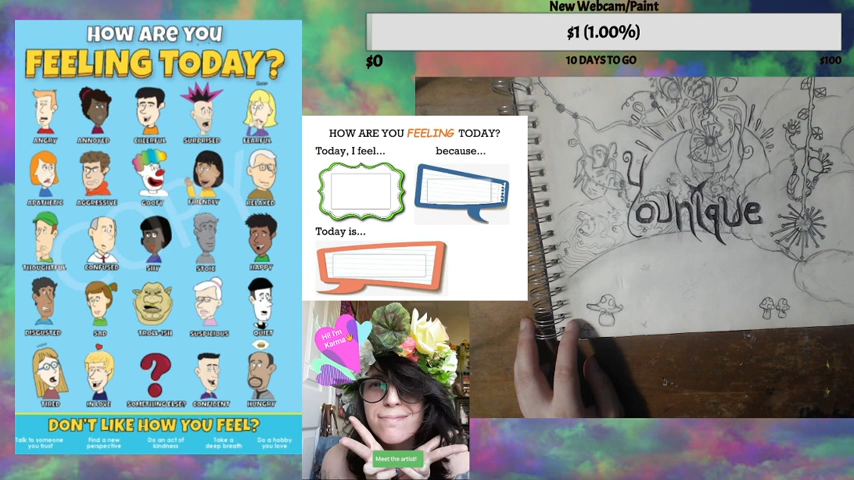 HOW ARE YOU
FEELING TODAY?
ANGRY ANNOYED CHEERFUL SURPRISED FEARFUL
APATHETIC AGGRESSIVE GOOFY FRIENDLY RELAXED
THOUGHTFUL CONFUSED SHY STOIC HAPPY
DISGUSTED SAD TROLL-ISH SUSPICIOUS QUIET
TIRED IN LOVE SOMETHING ELSE? CONFIDENT HUNGRY
DON'T LIKE HOW YOU FEEL?
Talk to someone you trust
Find a new perspective
Do an act of kindness
Take a deep breath
Do a hobby you love
COPY
HOW ARE YOU FEELING TODAY?
Today, I feel... because...
Today is...
Hi! I'm
Karma
Meet the artist!
New Webcam/Paint
$1 (1.00%)
$0 10 DAYS TO GO $100
Younique